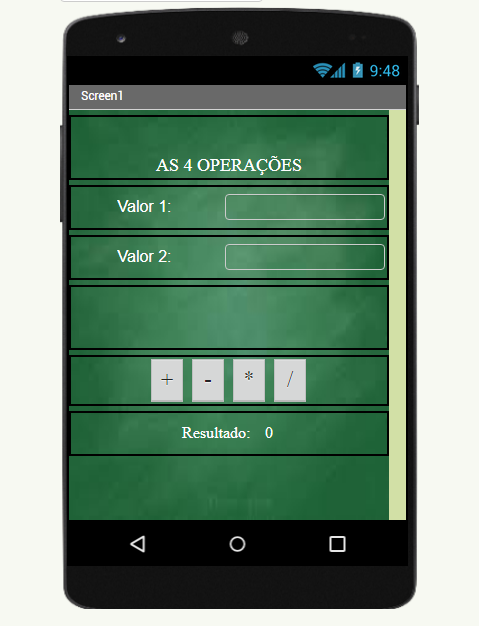 9:48
Screen1
AS 4 OPERAÇÕES
Valor 1:
Valor 2:
+ - * /
Resultado: 0